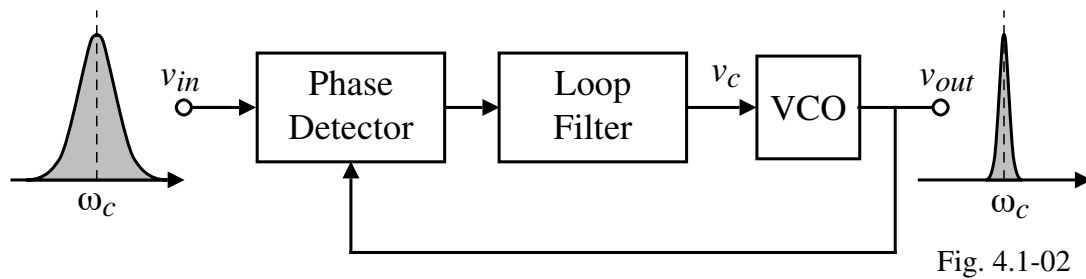 v_in
Phase
Detector
Loop
Filter
v_c
VCO
v_out
ω_c
ω_c
Fig. 4.1-02